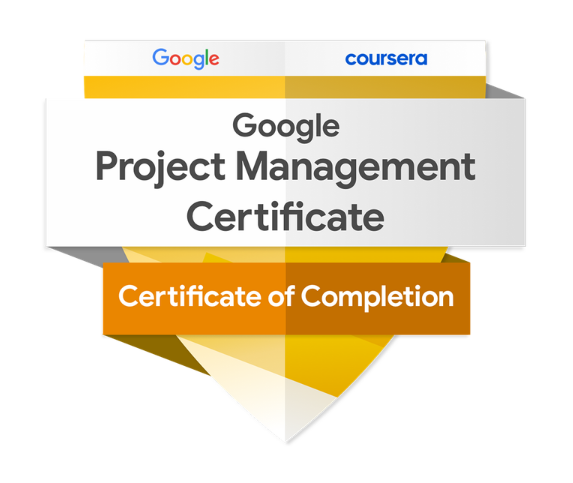 Google coursera
Google
Project Management
Certificate
Certificate of Completion